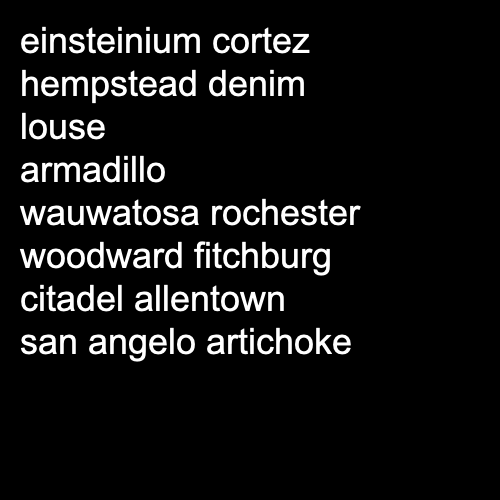 einsteinium cortez
hempstead denim
louse
armadillo
wauwatosa rochester
woodward fitchburg
citadel allentown
san angelo artichoke